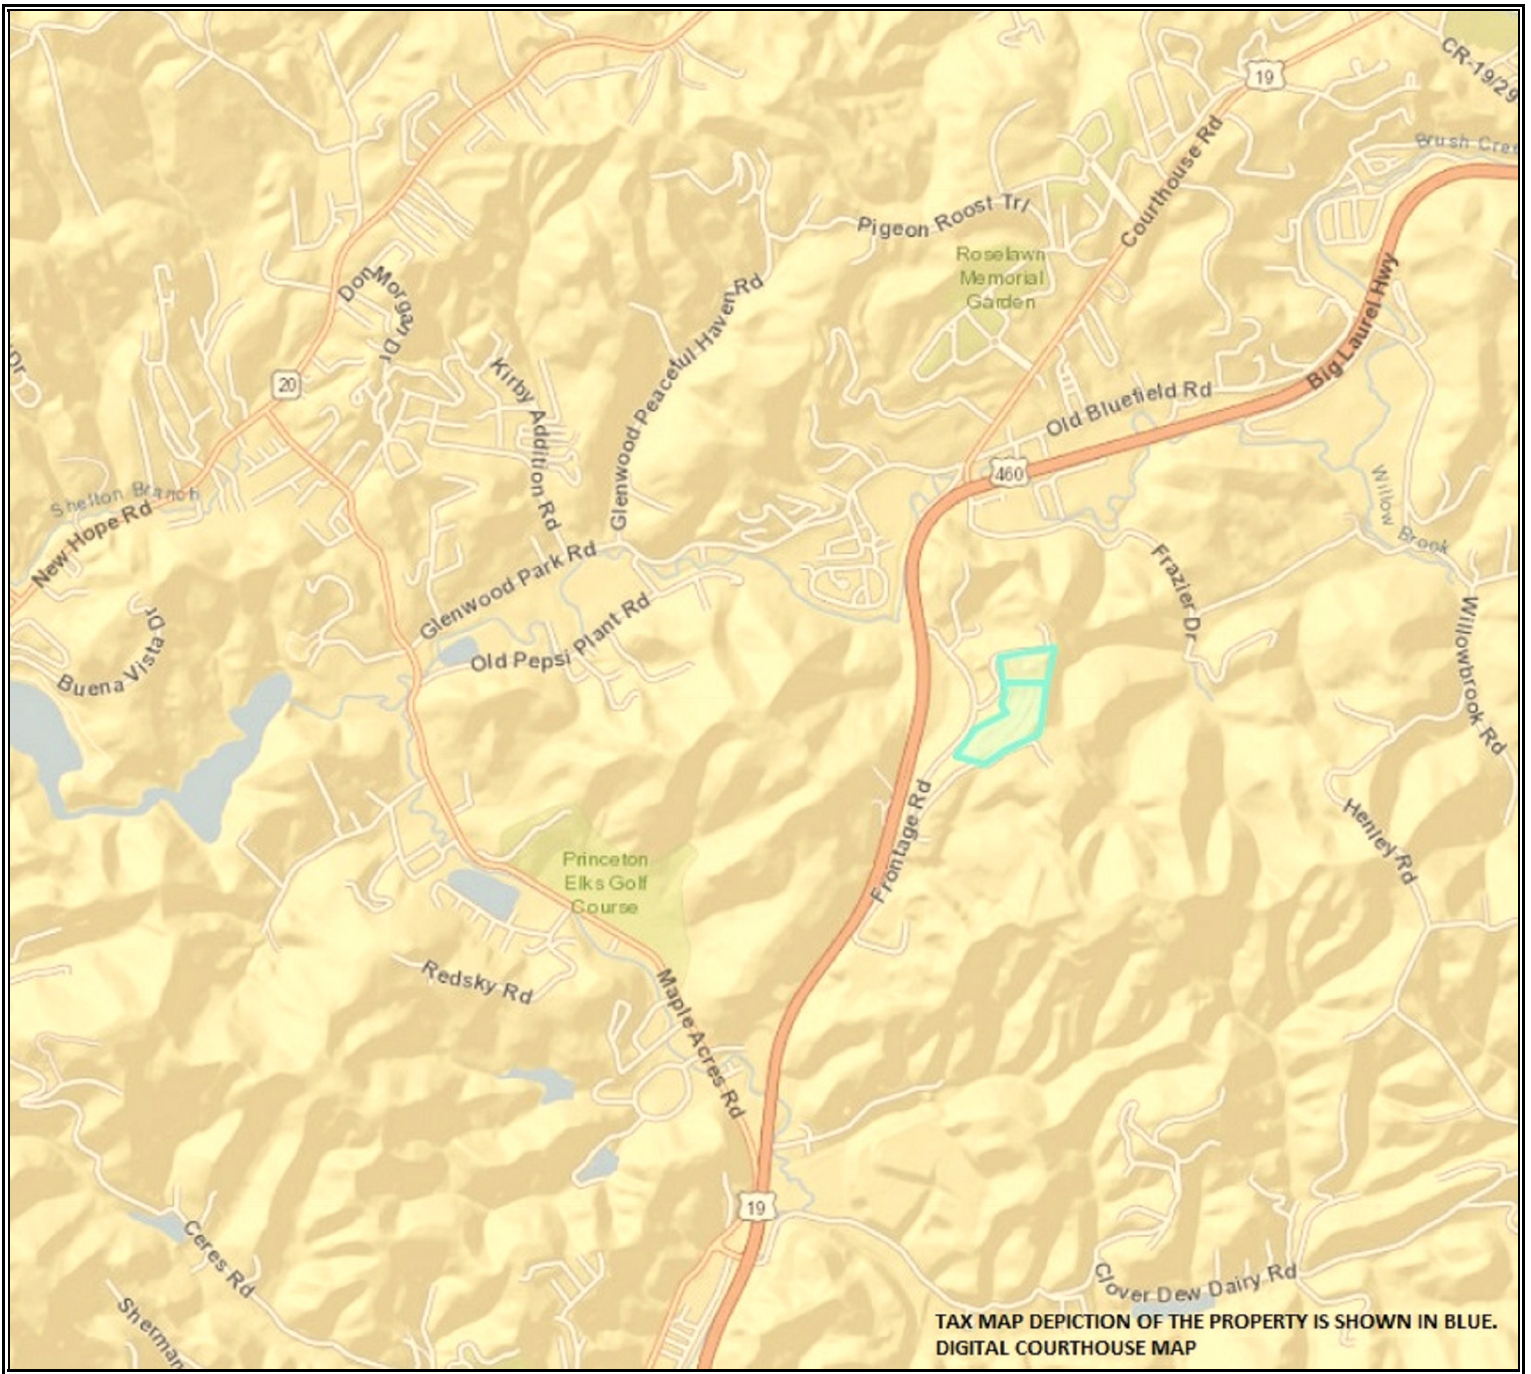 19
CR-19/29
Brush Cre
Courthouse Rd
Pigeon Roost Trl
Roselawn
Memorial
Garden
Don Morgan Dr
Glenwood Peaceful Haven Rd
Big Laurel Hwy
Dr
20
Kirby Addition Rd
Old Bluefield Rd
460
Shelton Branch
New Hope Rd
Willow Brook
Glenwood Park Rd
Frazier Dr
Old Pepsi Plant Rd
Buena Vista Dr
Willowbrook Rd
Frontage Rd
Henley Rd
Princeton
Elks Golf
Course
Redsky Rd
Maple Acres Rd
19
Ceres Rd
Clover Dew Dairy Rd
Sherman
TAX MAP DEPICTION OF THE PROPERTY IS SHOWN IN BLUE.
DIGITAL COURTHOUSE MAP